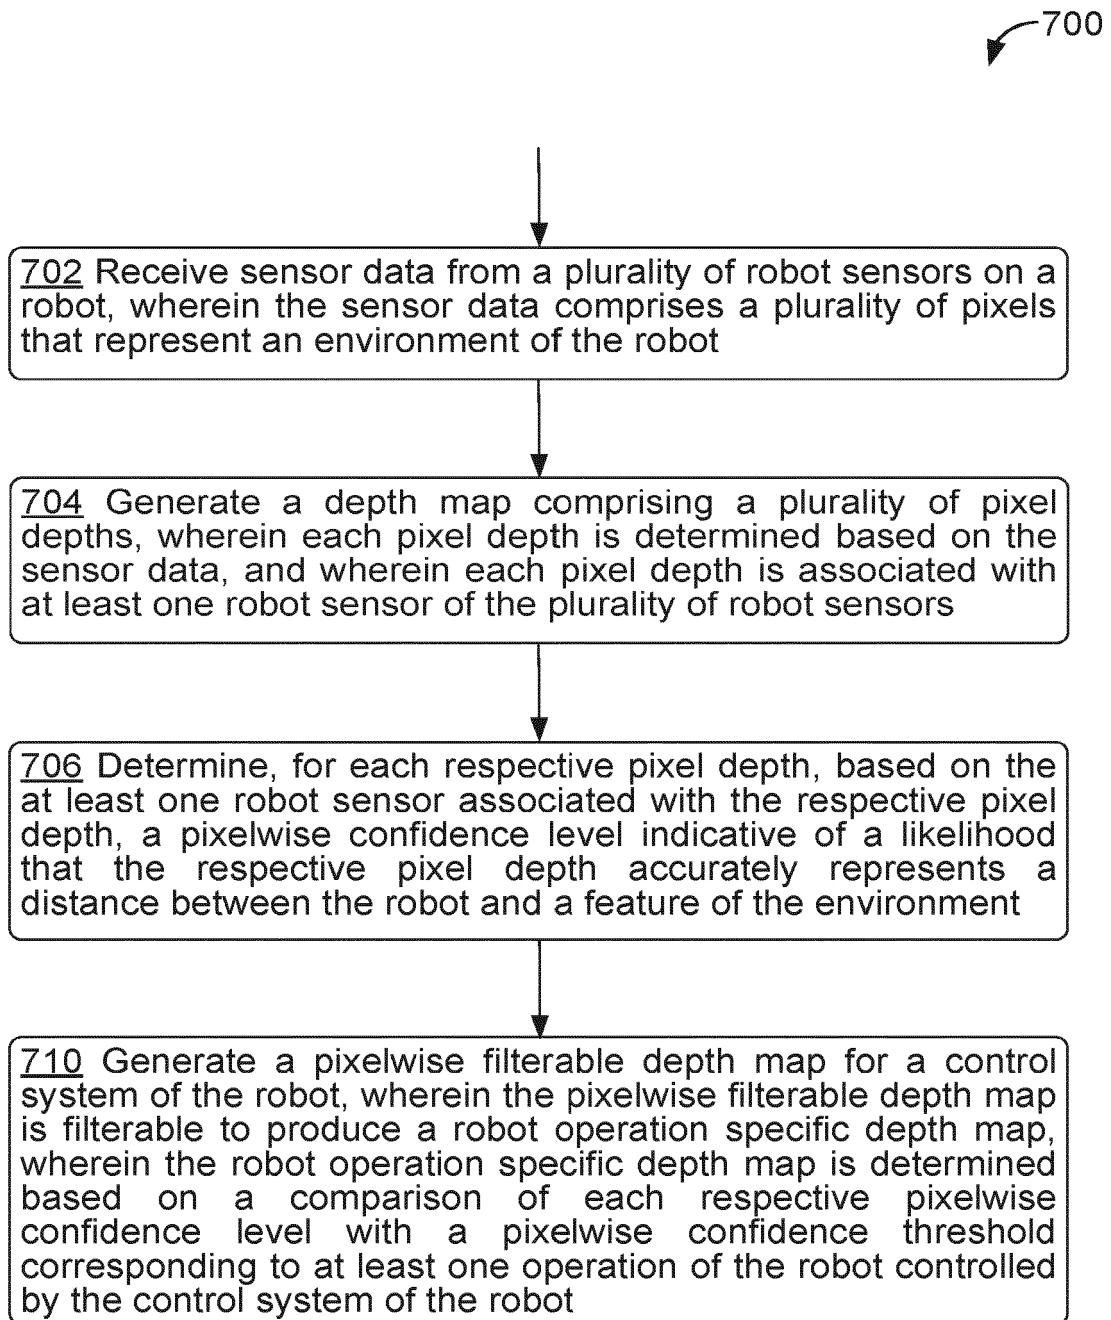 700
702 Receive sensor data from a plurality of robot sensors on a
robot, wherein the sensor data comprises a plurality of pixels
that represent an environment of the robot
704 Generate a depth map comprising a plurality of pixel
depths, wherein each pixel depth is determined based on the
sensor data, and wherein each pixel depth is associated with
at least one robot sensor of the plurality of robot sensors
706 Determine, for each respective pixel depth, based on the
at least one robot sensor associated with the respective pixel
depth, a pixelwise confidence level indicative of a likelihood
that the respective pixel depth accurately represents a
distance between the robot and a feature of the environment
710 Generate a pixelwise filterable depth map for a control
system of the robot, wherein the pixelwise filterable depth map
is filterable to produce a robot operation specific depth map,
wherein the robot operation specific depth map is determined
based on a comparison of each respective pixelwise
confidence level with a pixelwise confidence threshold
corresponding to at least one operation of the robot controlled
by the control system of the robot